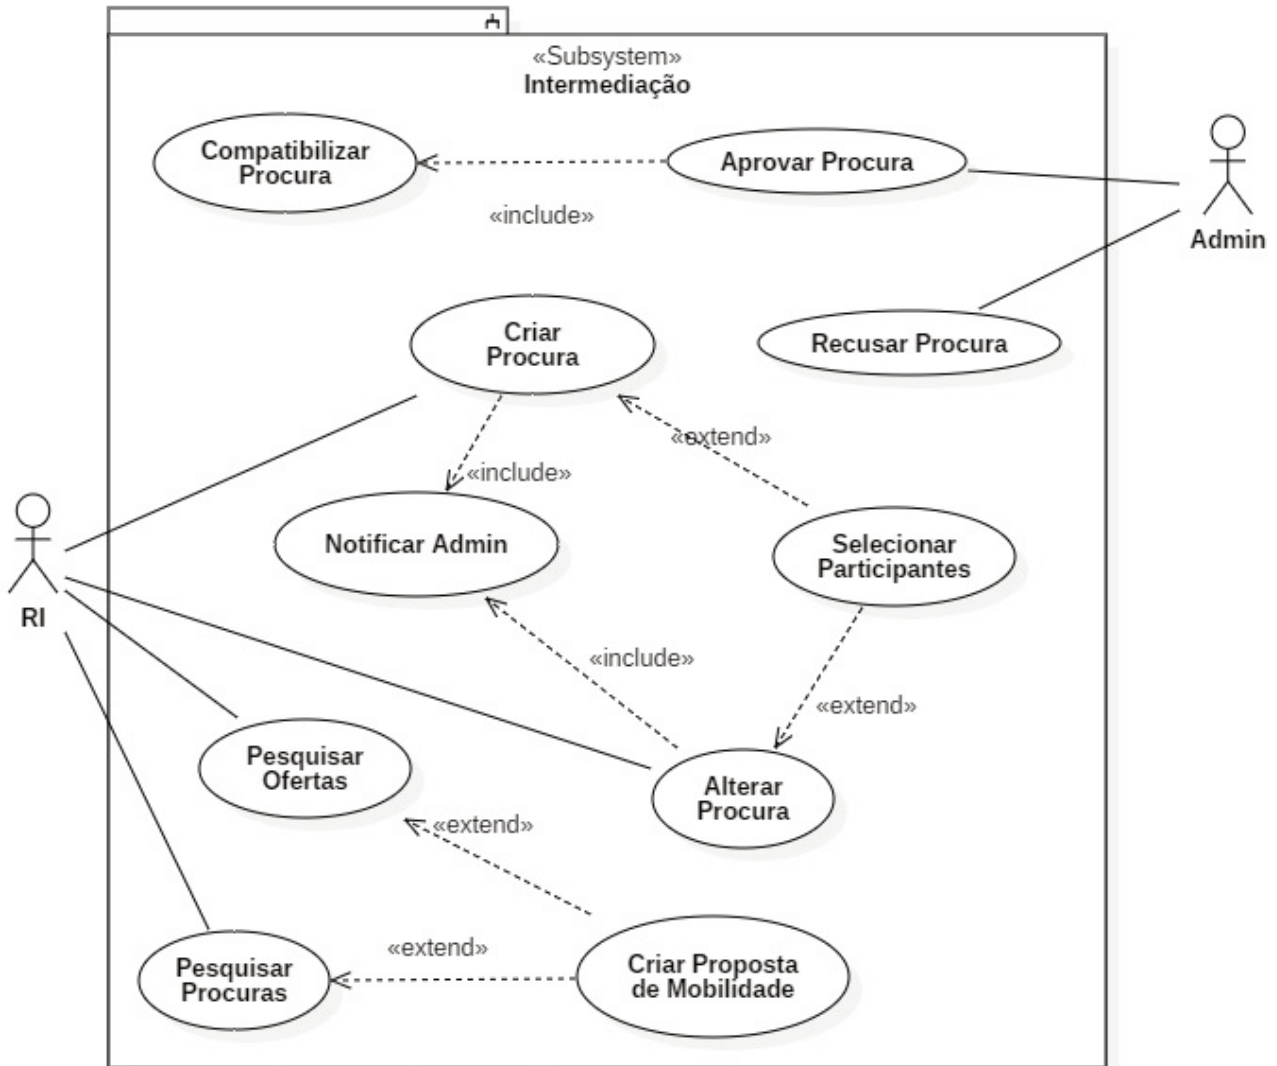 «Subsystem»
Intermediação
Compatibilizar
Procura
Aprovar Procura
«include»
Admin
Criar
Procura
Recusar Procura
«extend»
«include»
Notificar Admin
Selecionar
Participantes
RI
«include»
«extend»
Pesquisar
Ofertas
Alterar
Procura
«extend»
«extend»
Pesquisar
Procuras
Criar Proposta
de Mobilidade